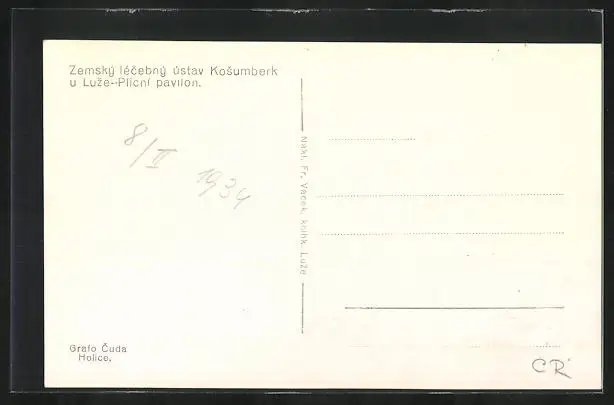 Zemský léčebný ústav Košumberk
u Luže--Plicní pavilon.
8/II 1934
Nakl. Fr. Vacek, knihk. Luže
Grafo Čuda
Holice.
CR